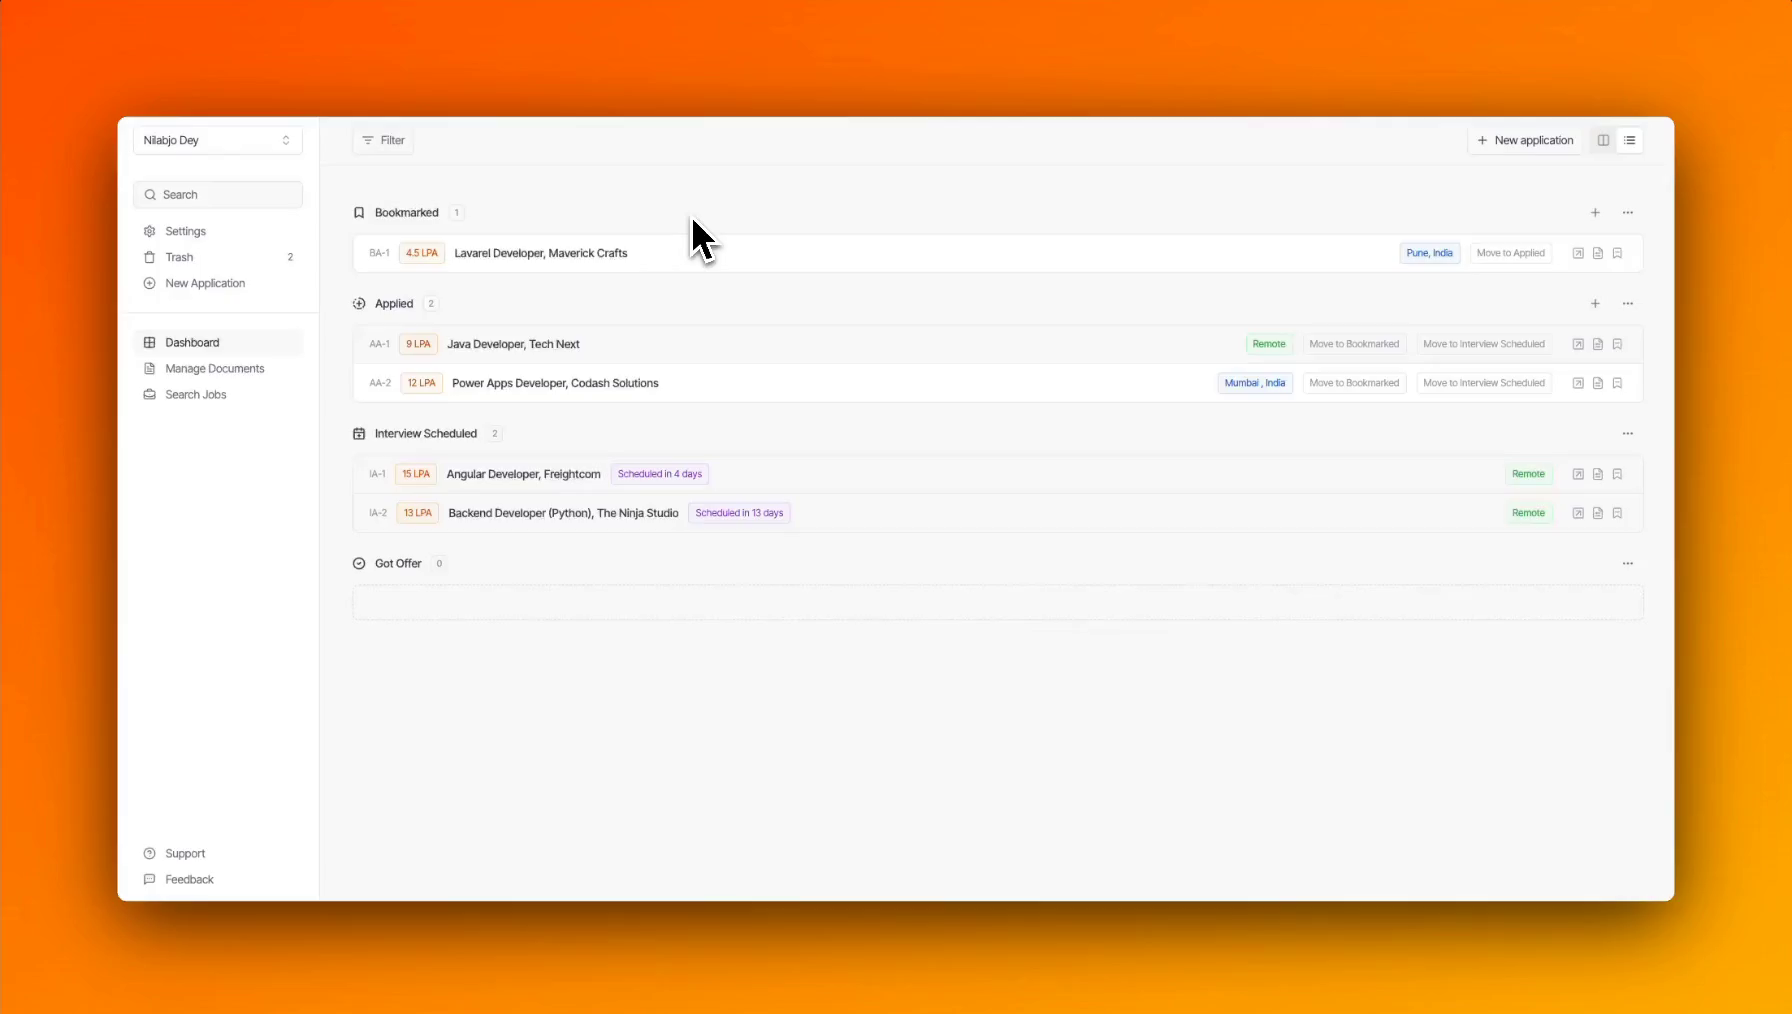 Nilabjo Dey
Search
Settings
Trash 2
New Application
Dashboard
Manage Documents
Search Jobs
Support
Feedback
Filter
New application
Bookmarked 1
BA-1 4.5 LPA Lavarel Developer, Maverick Crafts Pune, India Move to Applied
Applied 2
AA-1 9 LPA Java Developer, Tech Next Remote Move to Bookmarked Move to Interview Scheduled
AA-2 12 LPA Power Apps Developer, Codash Solutions Mumbai , India Move to Bookmarked Move to Interview Scheduled
Interview Scheduled 2
IA-1 15 LPA Angular Developer, Freightcom Scheduled in 4 days Remote
IA-2 13 LPA Backend Developer (Python), The Ninja Studio Scheduled in 13 days Remote
Got Offer 0